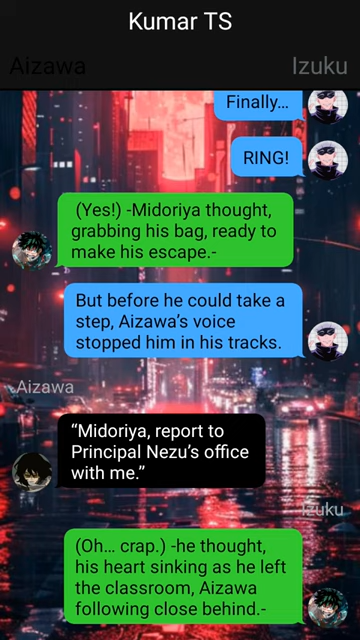 Kumar TS
Aizawa
Izuku
Finally…
RING!
(Yes!) -Midoriya thought,
grabbing his bag, ready to
make his escape.-
But before he could take a
step, Aizawa’s voice
stopped him in his tracks.
Aizawa
“Midoriya, report to
Principal Nezu’s office
with me.”
Izuku
(Oh… crap.) -he thought,
his heart sinking as he left
the classroom, Aizawa
following close behind.-